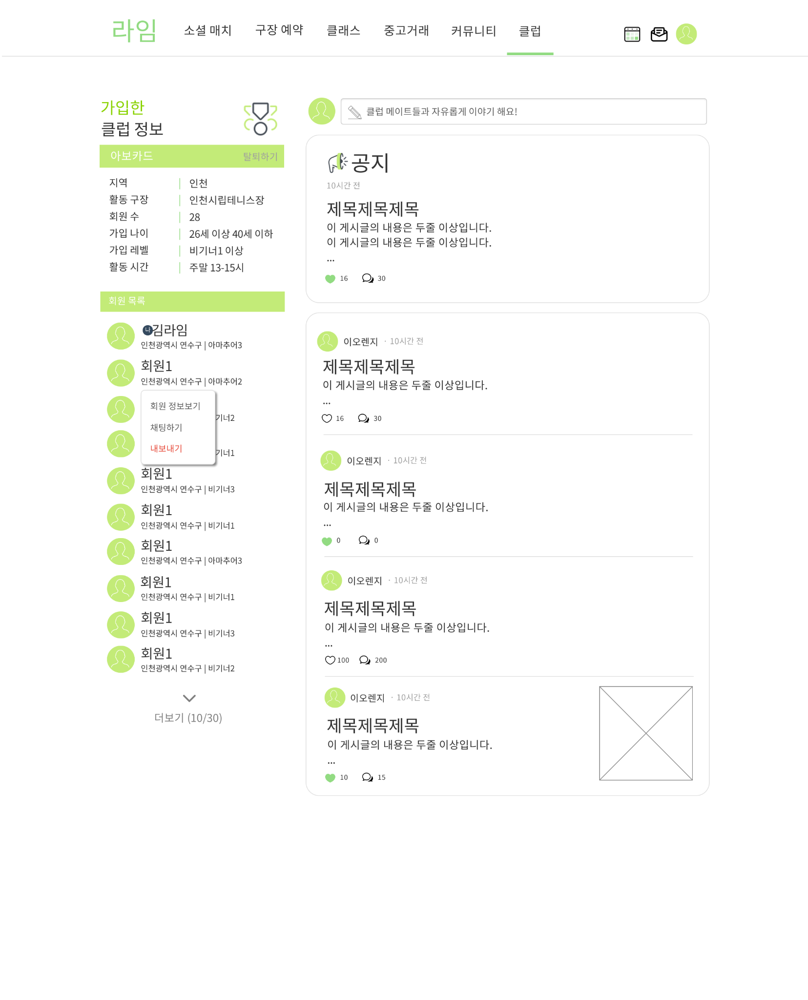 라임
소셜 매치
구장 예약
클래스
중고거래
커뮤니티
클럽
가입한
클럽 정보
아보카드
탈퇴하기
지역 | 인천
활동 구장 | 인천시립테니스장
회원 수 | 28
가입 나이 | 26세 이상 40세 이하
가입 레벨 | 비기너1 이상
활동 시간 | 주말 13-15시
회원 목록
나 김라임
인천광역시 연수구 | 아마추어3
회원1
인천광역시 연수구 | 아마추어2
회원 정보보기
기너2
채팅하기
내보내기
기너1
회원1
인천광역시 연수구 | 비기너3
회원1
인천광역시 연수구 | 비기너1
회원1
인천광역시 연수구 | 아마추어3
회원1
인천광역시 연수구 | 비기너1
회원1
인천광역시 연수구 | 비기너3
회원1
인천광역시 연수구 | 비기너2
더보기 (10/30)
클럽 메이트들과 자유롭게 이야기 해요!
공지
10시간 전
제목제목제목
이 게시글의 내용은 두줄 이상입니다.
이 게시글의 내용은 두줄 이상입니다.
...
16 30
이오렌지 · 10시간 전
제목제목제목
이 게시글의 내용은 두줄 이상입니다.
...
16 30
이오렌지 · 10시간 전
제목제목제목
이 게시글의 내용은 두줄 이상입니다.
...
0 0
이오렌지 · 10시간 전
제목제목제목
이 게시글의 내용은 두줄 이상입니다.
...
100 200
이오렌지 · 10시간 전
제목제목제목
이 게시글의 내용은 두줄 이상입니다.
...
10 15